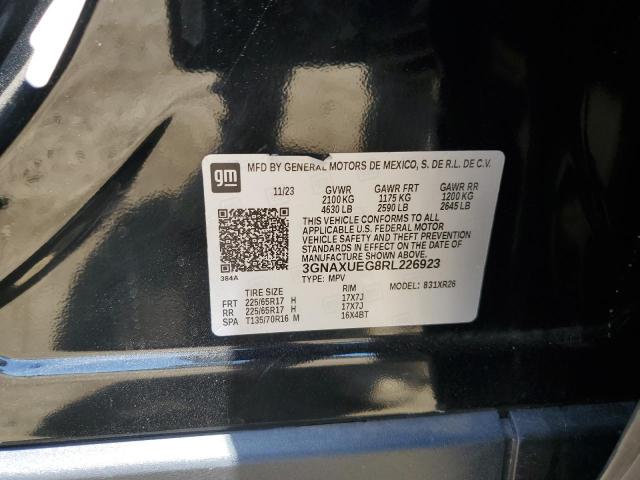 gm
MFD BY GENERAL MOTORS DE MEXICO, S. DE R.L. DE C.V.
11/23 GVWR GAWR FRT GAWR RR
2100 KG 1175 KG 1200 KG
4630 LB 2590 LB 2645 LB
THIS VEHICLE CONFORMS TO ALL
APPLICABLE U.S. FEDERAL MOTOR
VEHICLE SAFETY AND THEFT
PREVENTION STANDARDS IN EFFECT
ON THE DATE OF MANUFACTURE
SHOWN ABOVE.
3GNAXUEG8RL226923
384A
TYPE: MPV MODEL: 831XR26
TIRE SIZE RIM
FRT 225/65R17 H 17X7J
RR 225/65R17 H 17X7J
SPA T135/70R16 M 16X4BT